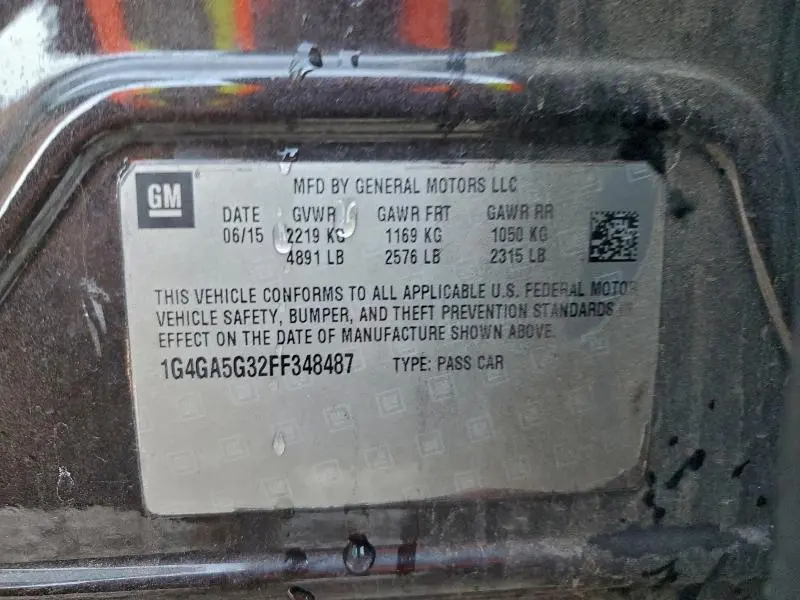 GM
MFD BY GENERAL MOTORS LLC
DATE GVWR GAWR FRT GAWR RR
06/15 2219 KG 1169 KG 1050 KG
4891 LB 2576 LB 2315 LB
THIS VEHICLE CONFORMS TO ALL APPLICABLE U.S. FEDERAL MOTOR
VEHICLE SAFETY, BUMPER, AND THEFT PREVENTION STANDARDS IN
EFFECT ON THE DATE OF MANUFACTURE SHOWN ABOVE.
1G4GA5G32FF348487 TYPE: PASS CAR